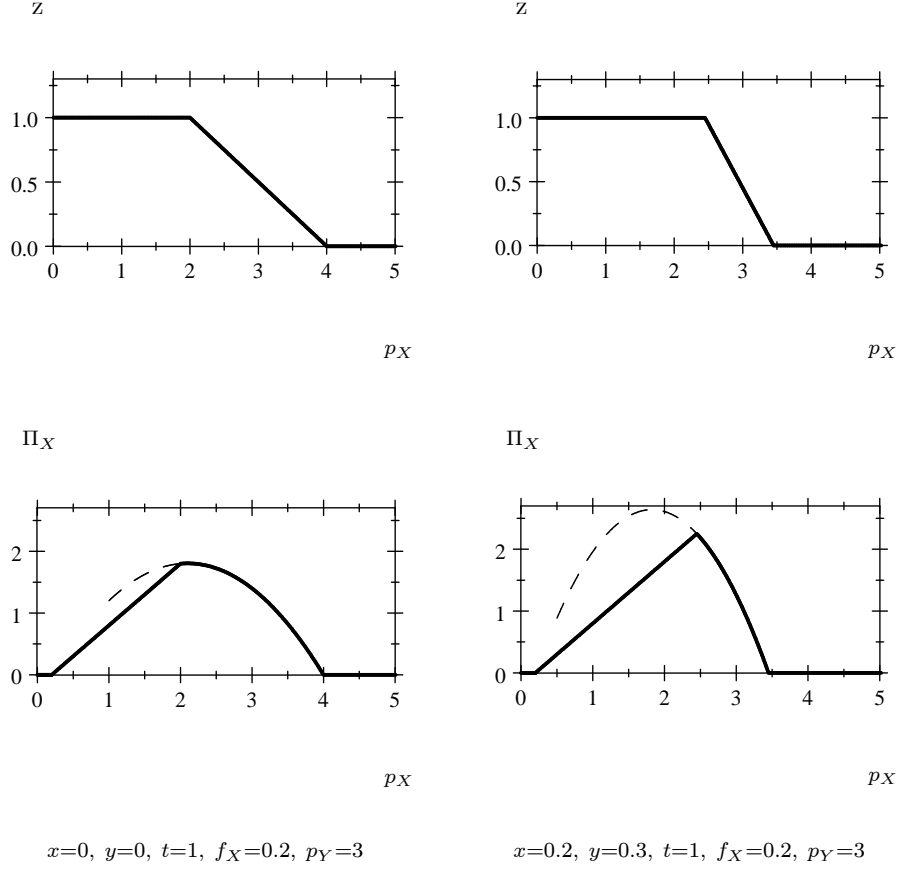 z
1.0
0.5
0.0
0 1 2 3 4 5
p_X
z
1.0
0.5
0.0
0 1 2 3 4 5
p_X
Π_X
2
1
0
0 1 2 3 4 5
p_X
x=0, y=0, t=1, f_X=0.2, p_Y=3
Π_X
2
1
0
0 1 2 3 4 5
p_X
x=0.2, y=0.3, t=1, f_X=0.2, p_Y=3